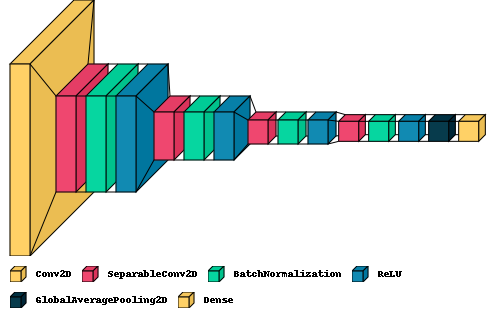 Conv2D SeparableConv2D BatchNormalization ReLU
GlobalAveragePooling2D Dense